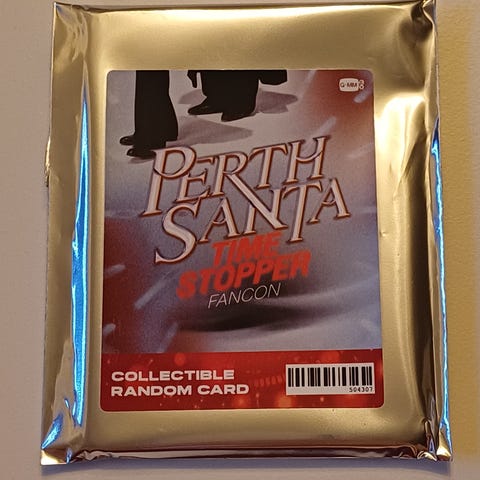 PERTH
SANTA
TIME
STOPPER
FANCON
COLLECTIBLE
RANDOM CARD
504307